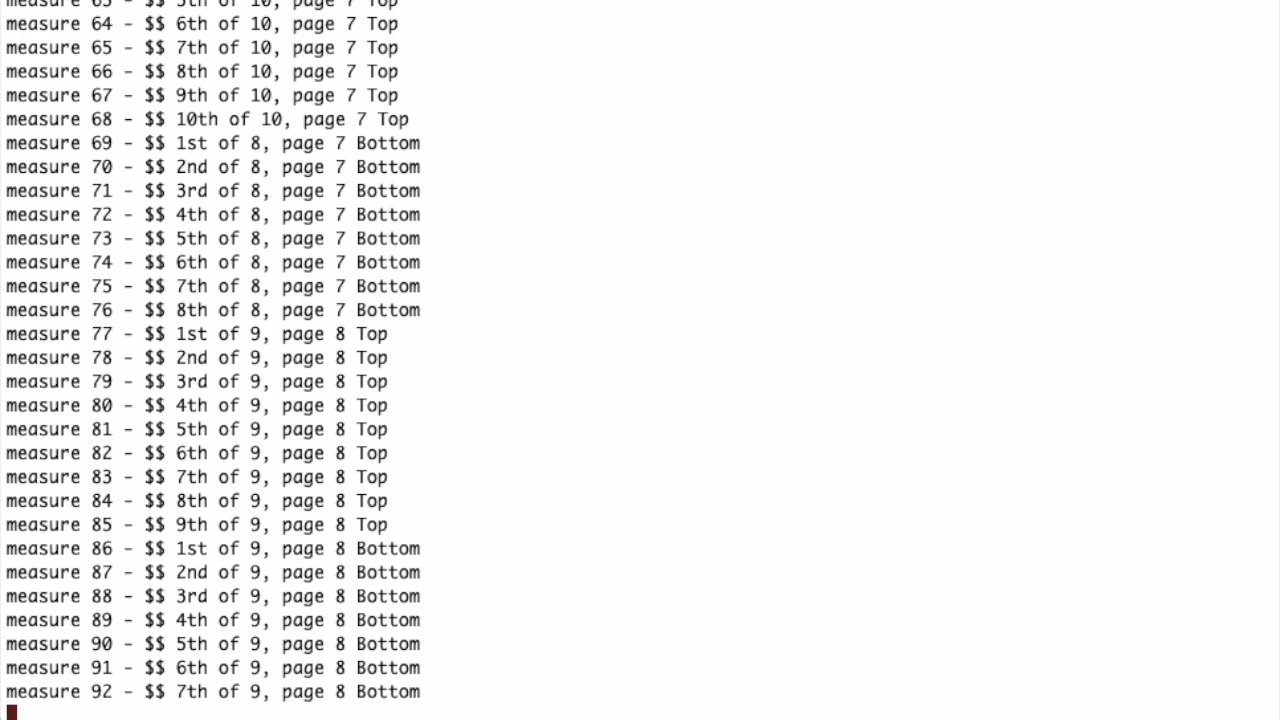 measure 63 - $$ 5th of 10, page 7 Top
measure 64 - $$ 6th of 10, page 7 Top
measure 65 - $$ 7th of 10, page 7 Top
measure 66 - $$ 8th of 10, page 7 Top
measure 67 - $$ 9th of 10, page 7 Top
measure 68 - $$ 10th of 10, page 7 Top
measure 69 - $$ 1st of 8, page 7 Bottom
measure 70 - $$ 2nd of 8, page 7 Bottom
measure 71 - $$ 3rd of 8, page 7 Bottom
measure 72 - $$ 4th of 8, page 7 Bottom
measure 73 - $$ 5th of 8, page 7 Bottom
measure 74 - $$ 6th of 8, page 7 Bottom
measure 75 - $$ 7th of 8, page 7 Bottom
measure 76 - $$ 8th of 8, page 7 Bottom
measure 77 - $$ 1st of 9, page 8 Top
measure 78 - $$ 2nd of 9, page 8 Top
measure 79 - $$ 3rd of 9, page 8 Top
measure 80 - $$ 4th of 9, page 8 Top
measure 81 - $$ 5th of 9, page 8 Top
measure 82 - $$ 6th of 9, page 8 Top
measure 83 - $$ 7th of 9, page 8 Top
measure 84 - $$ 8th of 9, page 8 Top
measure 85 - $$ 9th of 9, page 8 Top
measure 86 - $$ 1st of 9, page 8 Bottom
measure 87 - $$ 2nd of 9, page 8 Bottom
measure 88 - $$ 3rd of 9, page 8 Bottom
measure 89 - $$ 4th of 9, page 8 Bottom
measure 90 - $$ 5th of 9, page 8 Bottom
measure 91 - $$ 6th of 9, page 8 Bottom
measure 92 - $$ 7th of 9, page 8 Bottom